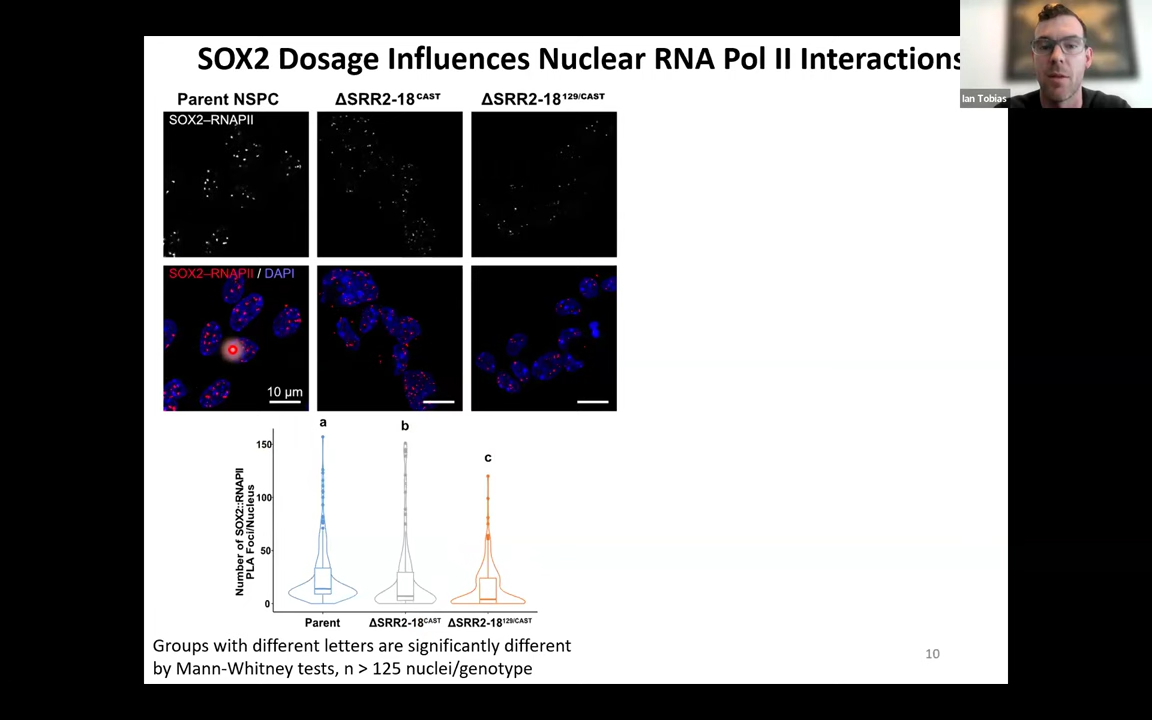 SOX2 Dosage Influences Nuclear RNA Pol II Interactions
Ian Tobias
Parent NSPC
ΔSRR2-18CAST
ΔSRR2-18129/CAST
SOX2–RNAPII
SOX2–RNAPII / DAPI
10 μm
a
b
c
Number of SOX2::RNAPII
PLA Foci/Nucleus
150
100
50
0
Parent
ΔSRR2-18CAST
ΔSRR2-18129/CAST
Groups with different letters are significantly different
by Mann-Whitney tests, n > 125 nuclei/genotype
10